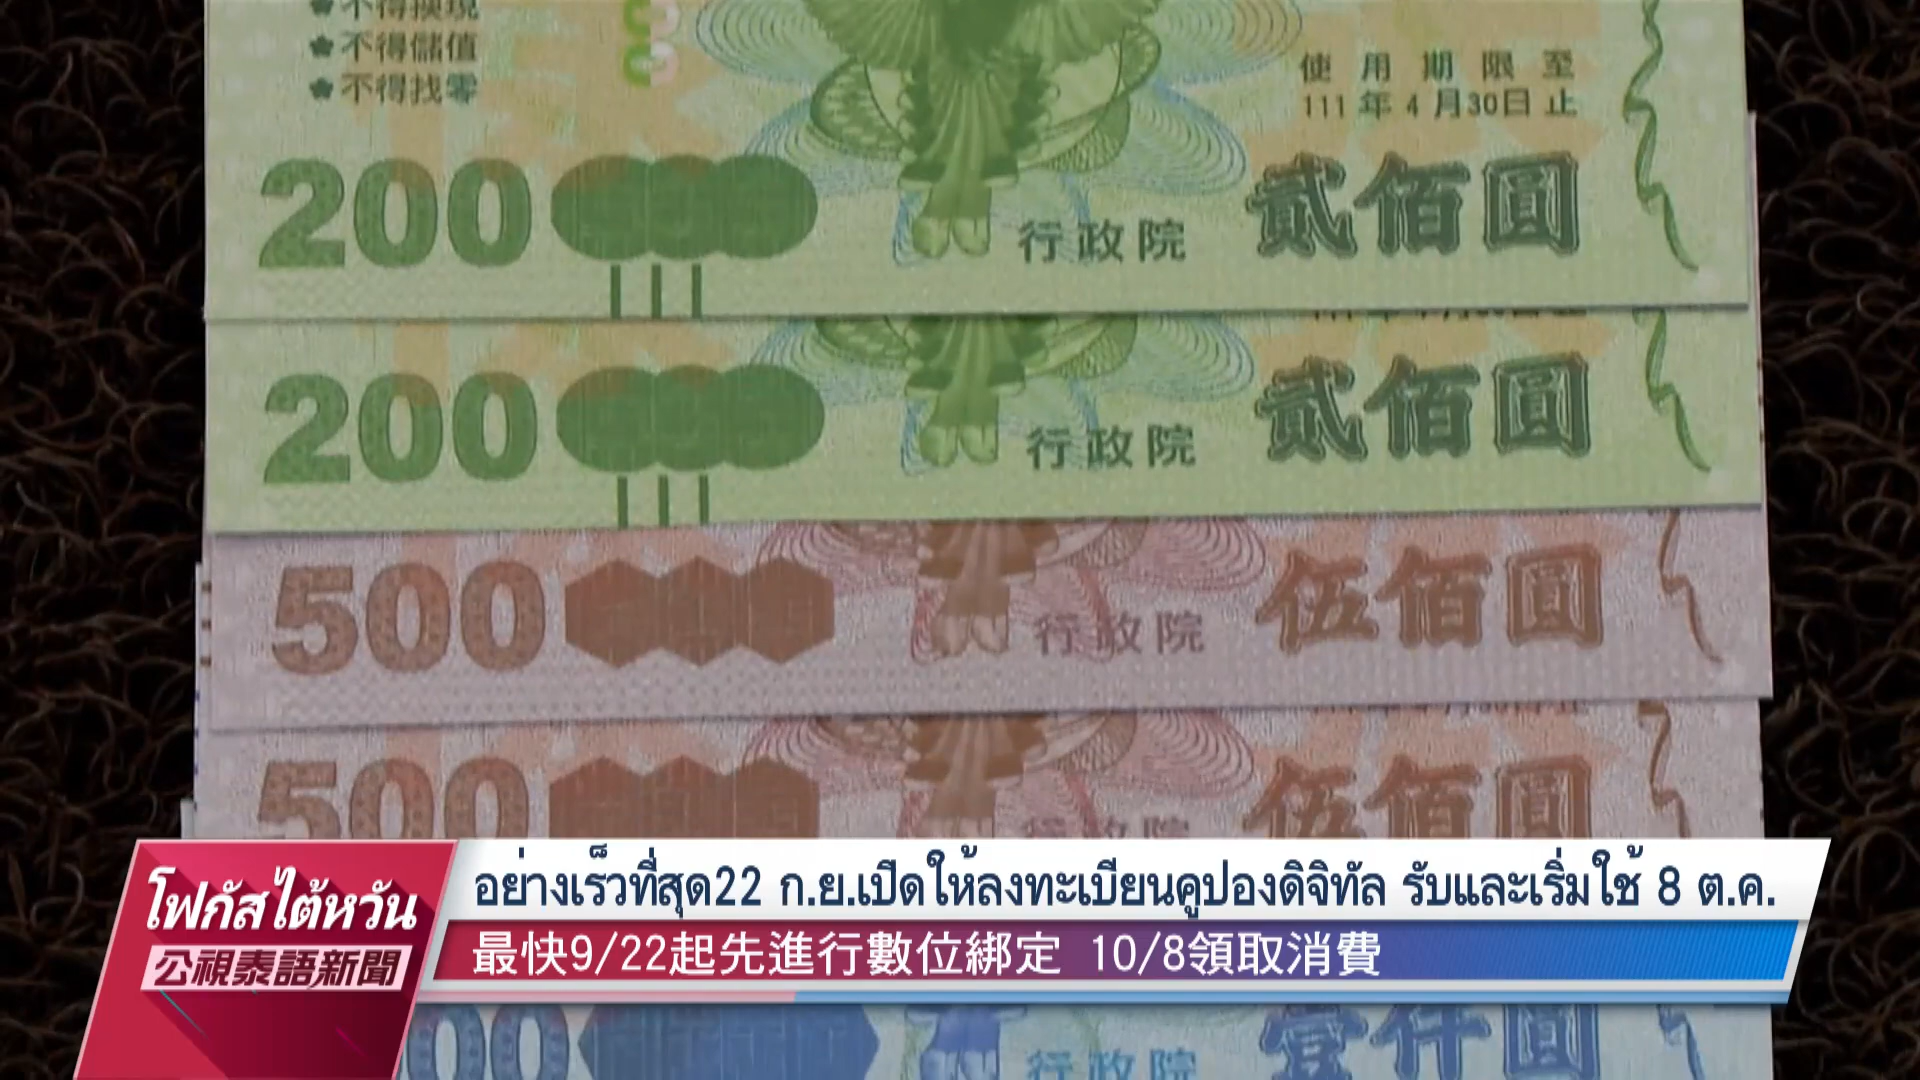 不得換現
不得儲值
不得找零
使用期限至
111年4月30日止
200
行政院
貳佰圓
200
行政院
貳佰圓
500
行政院
伍佰圓
500
行政院
伍佰圓
โฟกัสไต้หวัน
公視泰語新聞
อย่างเร็วที่สุด22 ก.ย.เปิดให้ลงทะเบียนคูปองดิจิทัล รับและเริ่มใช้ 8 ต.ค.
最快9/22起先進行數位綁定 10/8領取消費
行政院
壹仟圓